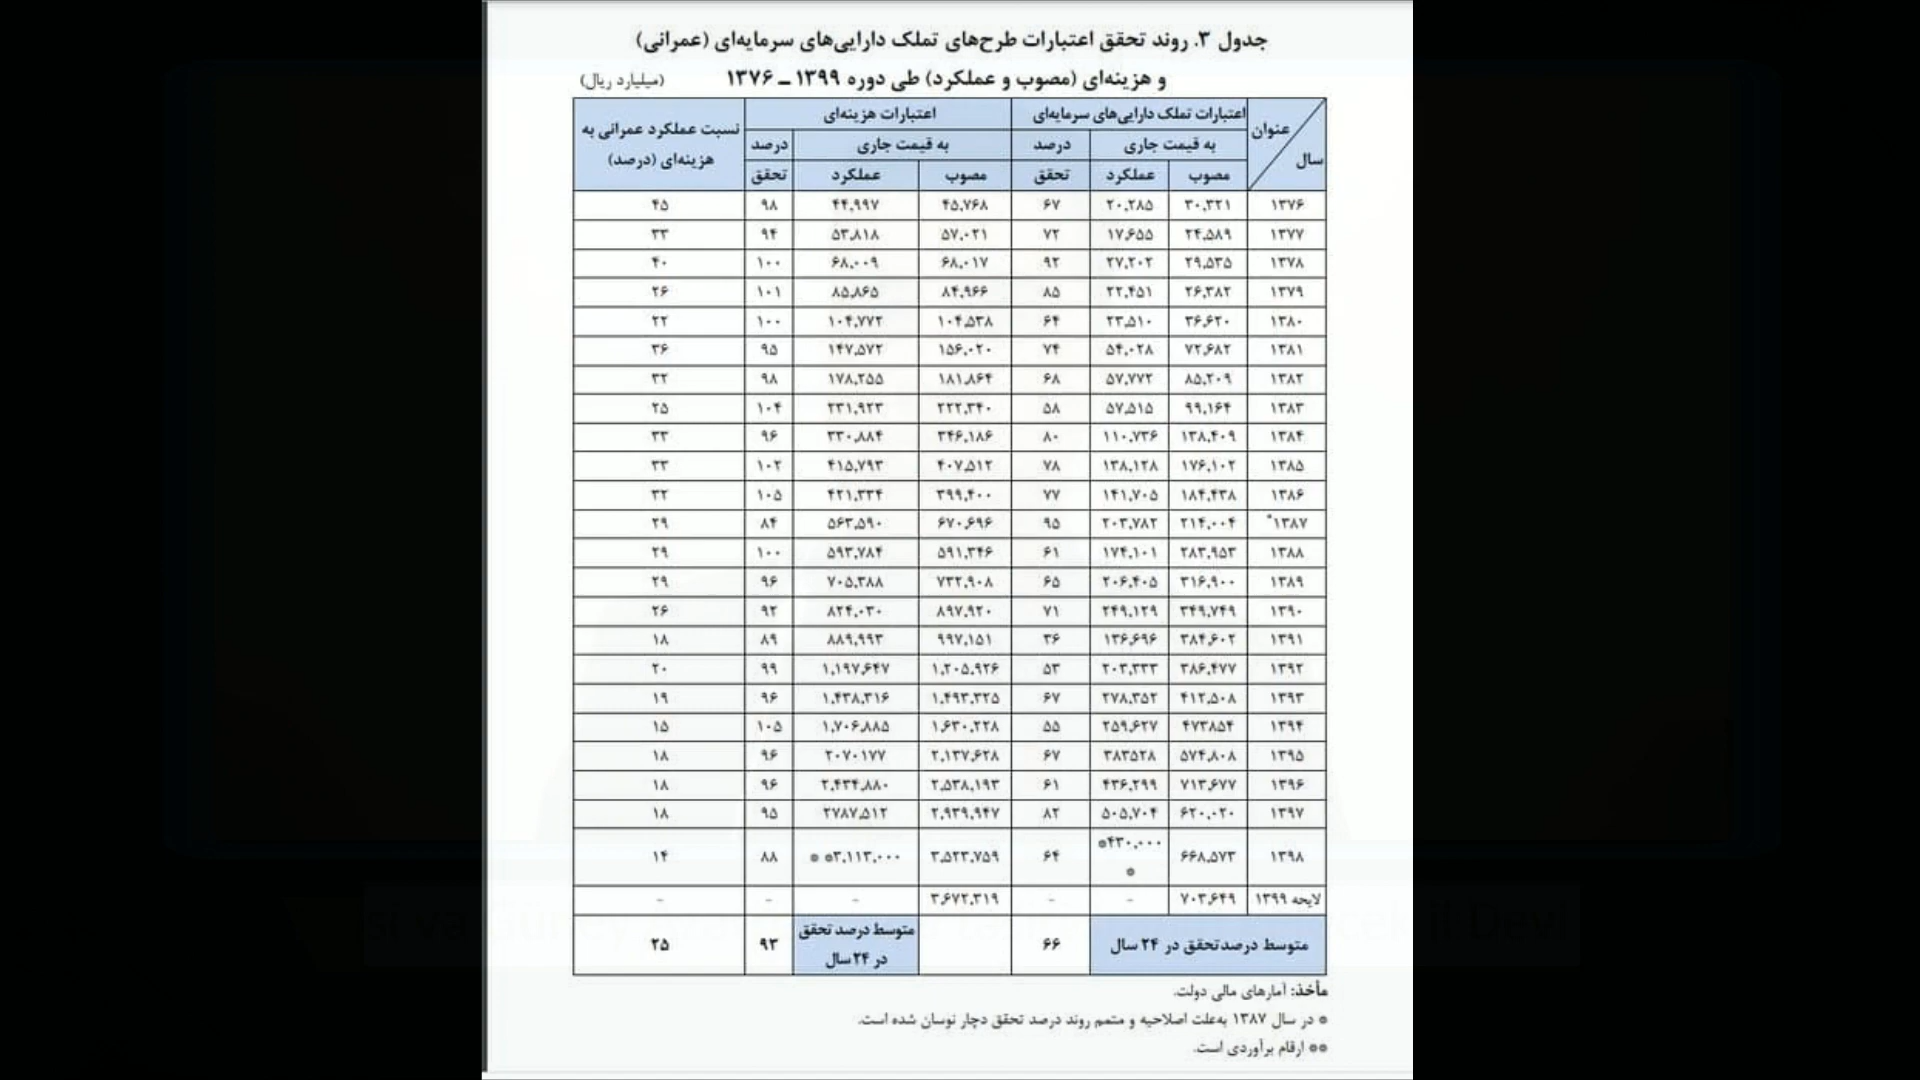 جدول ۳. روند تحقق اعتبارات طرح‌های تملک دارایی‌های سرمایه‌ای (عمرانی)
و هزینه‌ای (مصوب و عملکرد) طی دوره ۱۳۹۹ ـ ۱۳۷۶ (میلیارد ریال)
عنوان سال اعتبارات تملک دارایی‌های سرمایه‌ای اعتبارات هزینه‌ای نسبت عملکرد عمرانی به هزینه‌ای (درصد)
به قیمت جاری درصد به قیمت جاری درصد
مصوب عملکرد تحقق مصوب عملکرد تحقق
۱۳۷۶ ۳۰,۳۲۱ ۲۰,۲۸۵ ۶۷ ۴۵,۷۶۸ ۴۴,۹۹۷ ۹۸ ۴۵
۱۳۷۷ ۲۴,۵۸۹ ۱۷,۶۵۵ ۷۲ ۵۷,۰۲۱ ۵۳,۸۱۸ ۹۴ ۳۳
۱۳۷۸ ۲۹,۵۳۵ ۲۷,۲۰۲ ۹۲ ۶۸,۰۱۷ ۶۸,۰۰۹ ۱۰۰ ۴۰
۱۳۷۹ ۲۶,۳۸۲ ۲۲,۴۵۱ ۸۵ ۸۴,۹۶۶ ۸۵,۸۶۵ ۱۰۱ ۲۶
۱۳۸۰ ۳۶,۶۲۰ ۲۳,۵۱۰ ۶۴ ۱۰۴,۵۳۸ ۱۰۴,۷۷۲ ۱۰۰ ۲۲
۱۳۸۱ ۷۲,۶۸۲ ۵۴,۰۲۸ ۷۴ ۱۵۶,۰۲۰ ۱۴۷,۵۷۲ ۹۵ ۳۶
۱۳۸۲ ۸۵,۲۰۹ ۵۷,۷۷۲ ۶۸ ۱۸۱,۸۶۴ ۱۷۸,۲۵۵ ۹۸ ۳۲
۱۳۸۳ ۹۹,۱۶۴ ۵۷,۵۱۵ ۵۸ ۲۲۲,۳۴۰ ۲۳۱,۹۲۳ ۱۰۴ ۲۵
۱۳۸۴ ۱۳۸,۴۰۹ ۱۱۰,۷۳۶ ۸۰ ۳۴۶,۱۸۶ ۳۳۰,۸۸۴ ۹۶ ۳۳
۱۳۸۵ ۱۷۶,۱۰۲ ۱۳۸,۱۲۸ ۷۸ ۴۰۷,۵۱۲ ۴۱۵,۷۹۳ ۱۰۲ ۳۳
۱۳۸۶ ۱۸۴,۴۳۸ ۱۴۱,۷۰۵ ۷۷ ۳۹۹,۴۰۰ ۴۲۱,۳۳۴ ۱۰۵ ۳۲
۱۳۸۷* ۲۱۴,۰۰۴ ۲۰۳,۷۸۲ ۹۵ ۶۷۰,۶۹۶ ۵۶۳,۵۹۰ ۸۴ ۲۹
۱۳۸۸ ۲۸۳,۹۵۳ ۱۷۴,۱۰۱ ۶۱ ۵۹۱,۳۴۶ ۵۹۳,۷۸۴ ۱۰۰ ۲۹
۱۳۸۹ ۳۱۶,۹۰۰ ۲۰۶,۴۰۵ ۶۵ ۷۳۲,۹۰۸ ۷۰۵,۳۸۸ ۹۶ ۲۹
۱۳۹۰ ۳۴۹,۷۴۹ ۲۴۹,۱۲۹ ۷۱ ۸۹۷,۹۲۰ ۸۲۴,۰۳۰ ۹۲ ۲۶
۱۳۹۱ ۳۸۴,۶۰۲ ۱۳۶,۶۹۶ ۳۶ ۹۹۷,۱۵۱ ۸۸۹,۹۹۳ ۸۹ ۱۸
۱۳۹۲ ۳۸۶,۴۷۷ ۲۰۳,۳۳۳ ۵۳ ۱,۲۰۵,۹۲۶ ۱,۱۹۷,۶۴۷ ۹۹ ۲۰
۱۳۹۳ ۴۱۲,۵۰۸ ۲۷۸,۳۵۲ ۶۷ ۱,۴۹۳,۳۲۵ ۱,۴۳۸,۳۱۶ ۹۶ ۱۹
۱۳۹۴ ۴۷۳۸۵۴ ۲۵۹,۶۲۷ ۵۵ ۱,۶۳۰,۲۲۸ ۱,۷۰۶,۸۸۵ ۱۰۵ ۱۵
۱۳۹۵ ۵۷۴,۸۰۸ ۳۸۳۵۲۸ ۶۷ ۲,۱۳۷,۶۲۸ ۲۰۷۰۱۷۷ ۹۶ ۱۸
۱۳۹۶ ۷۱۳,۶۷۷ ۴۳۶,۲۹۹ ۶۱ ۲,۵۳۸,۱۹۳ ۲,۴۳۴,۸۸۰ ۹۶ ۱۸
۱۳۹۷ ۶۲۰,۰۲۰ ۵۰۵,۷۰۴ ۸۲ ۲,۹۳۹,۹۴۷ ۲۷۸۷,۵۱۲ ۹۵ ۱۸
۱۳۹۸ ۶۶۸,۵۷۳ ۴۳۰,۰۰۰** ۶۴ ۳,۵۲۳,۷۵۹ ۳,۱۱۳,۰۰۰** ۸۸ ۱۴
لایحه ۱۳۹۹ ۷۰۳,۶۴۹ - - ۳,۶۷۲,۳۱۹ - - -
متوسط درصد تحقق در ۲۴ سال ۶۶ متوسط درصد تحقق در ۲۴ سال ۹۳ ۲۵
مأخذ: آمارهای مالی دولت.
* در سال ۱۳۸۷ به‌علت اصلاحیه و متمم روند درصد تحقق دچار نوسان شده است.
** ارقام برآوردی است.